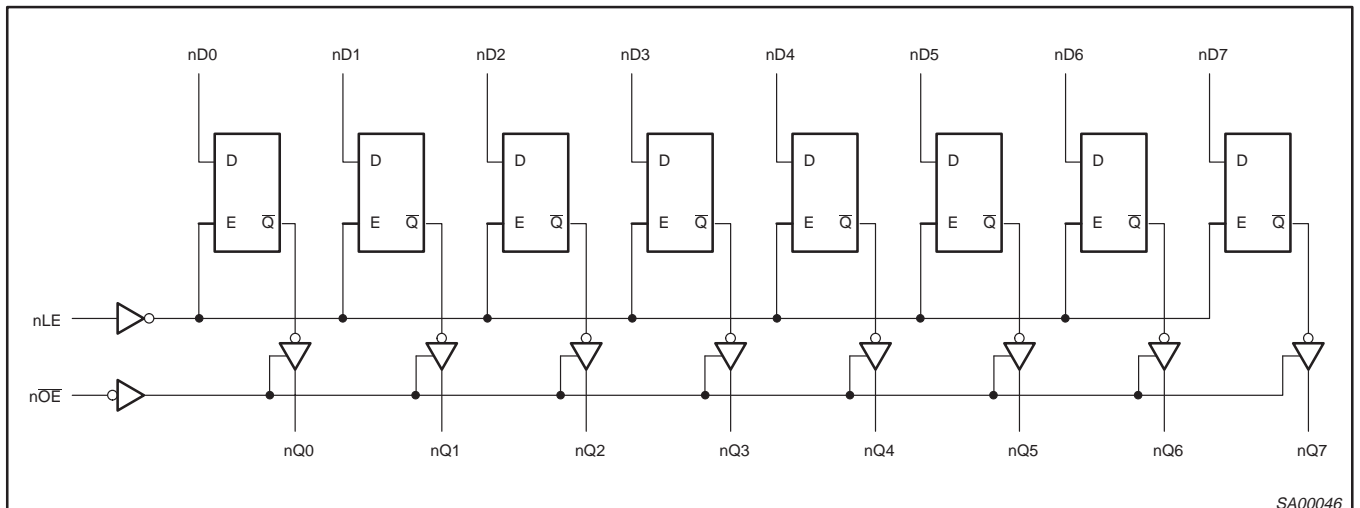 nD0 nD1 nD2 nD3 nD4 nD5 nD6 nD7
D D D D D D D D
E Q̅ E Q̅ E Q̅ E Q̅ E Q̅ E Q̅ E Q̅ E Q̅
nLE
nO̅E̅
nQ0 nQ1 nQ2 nQ3 nQ4 nQ5 nQ6 nQ7
SA00046